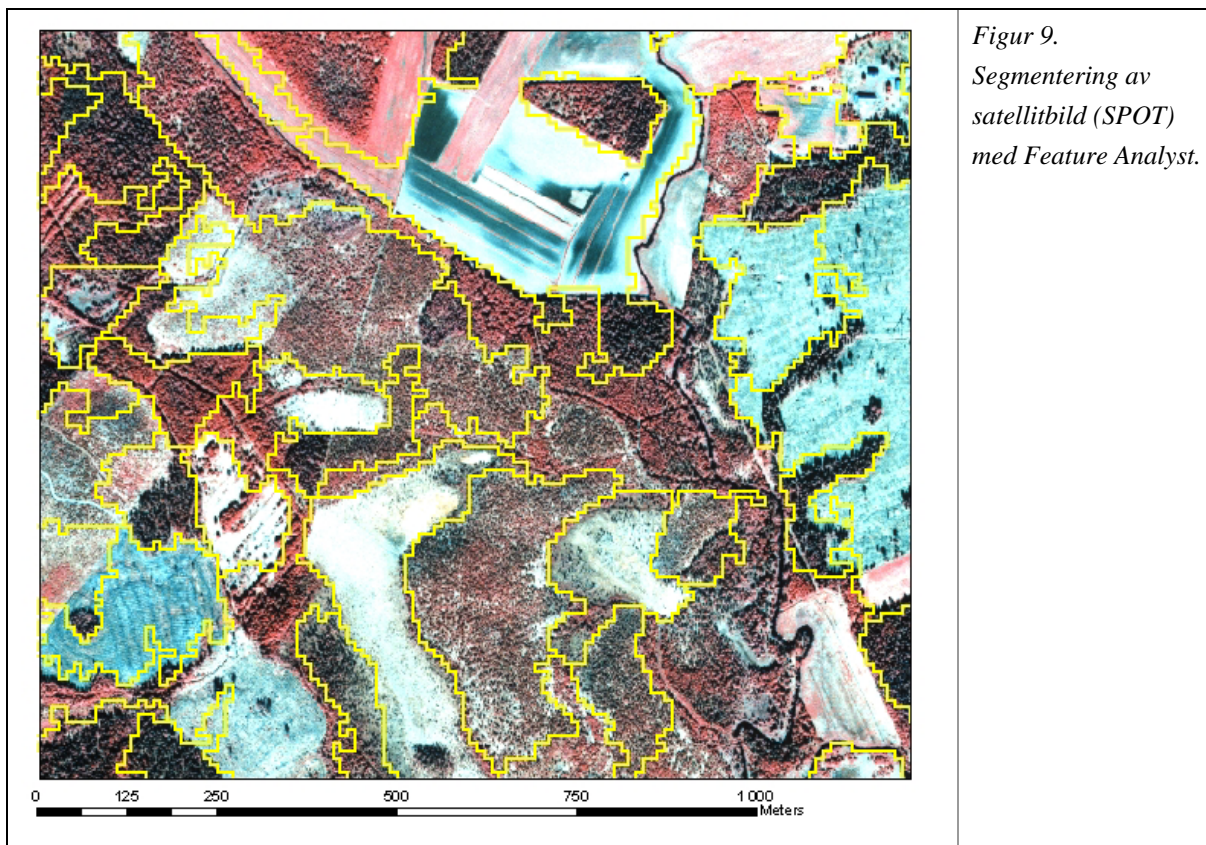 Figur 9.
Segmentering av
satellitbild (SPOT)
med Feature Analyst.
0 125 250 500 750 1 000
Meters